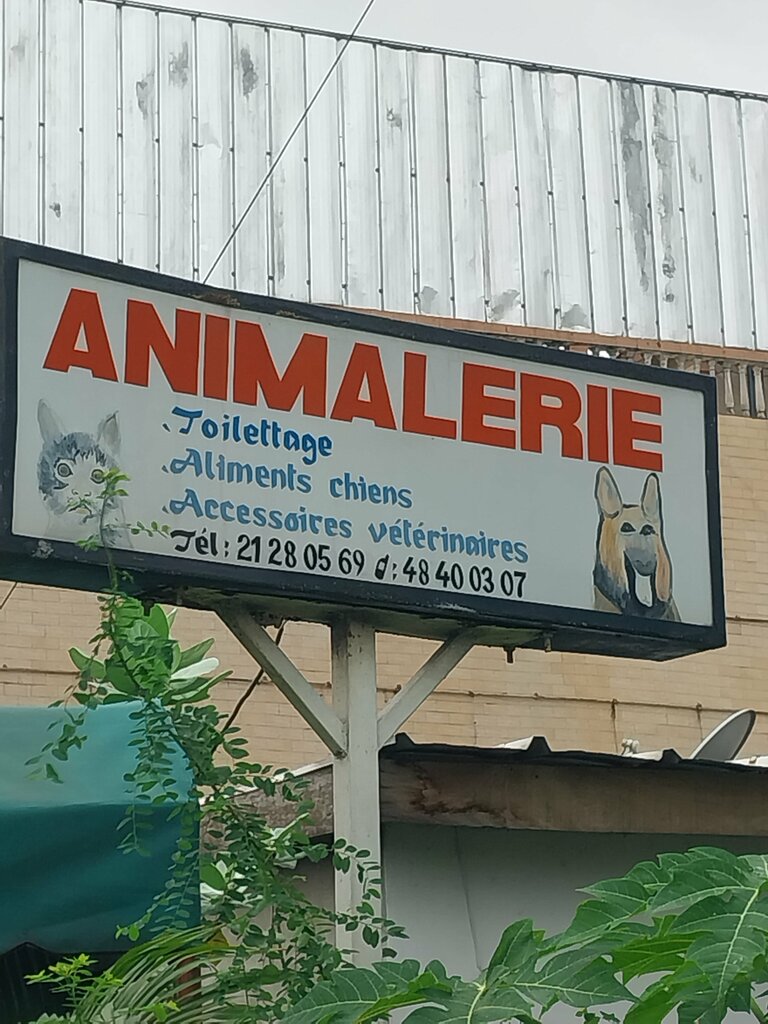 ANIMALERIE
.Toilettage
.Aliments chiens
.Accessoires vétérinaires
Tél : 21 28 05 69 d : 48 40 03 07